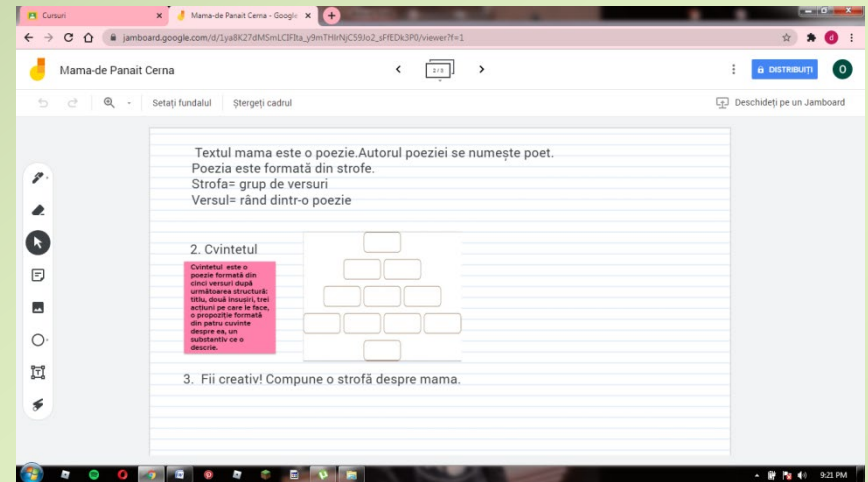 Cursuri
Mama-de Panait Cerna - Google
jamboard.google.com/d/1ya8K27dMSmLCIFlta_y9mTHIrNjC59Jo2_sFfEDk3P0/viewer?f=1
d
Mama-de Panait Cerna
2/5
DISTRIBUIȚI
O
Setați fundalul
Ștergeți cadrul
Deschideți pe un Jamboard
Textul mama este o poezie.Autorul poeziei se numește poet.
Poezia este formată din strofe.
Strofa= grup de versuri
Versul= rând dintr-o poezie
2. Cvintetul
Cvintetul este o
poezie formată din
cinci versuri după
următoarea structură:
titlu, două însușiri, trei
acțiuni pe care le face,
o propoziție formată
din patru cuvinte
despre ea, un
substantiv ce o
descrie.
3. Fii creativ! Compune o strofă despre mama.
9:21 PM